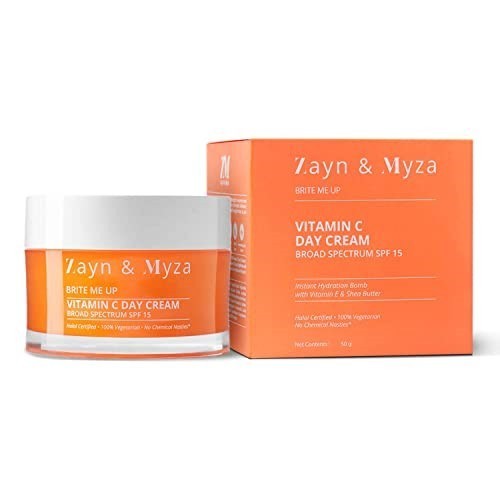 Zayn & Myza
BRITE ME UP
VITAMIN C DAY CREAM
BROAD SPECTRUM SPF 15
Halal Certified • 100% Vegetarian • No Chemical Nasties*
ZM
Zayn & Myza
BRITE ME UP
VITAMIN C
DAY CREAM
BROAD SPECTRUM SPF 15
Instant Hydration Bomb
with Vitamin E & Shea Butter
Halal Certified • 100% Vegetarian
No Chemical Nasties*
Net Contents: 50 g